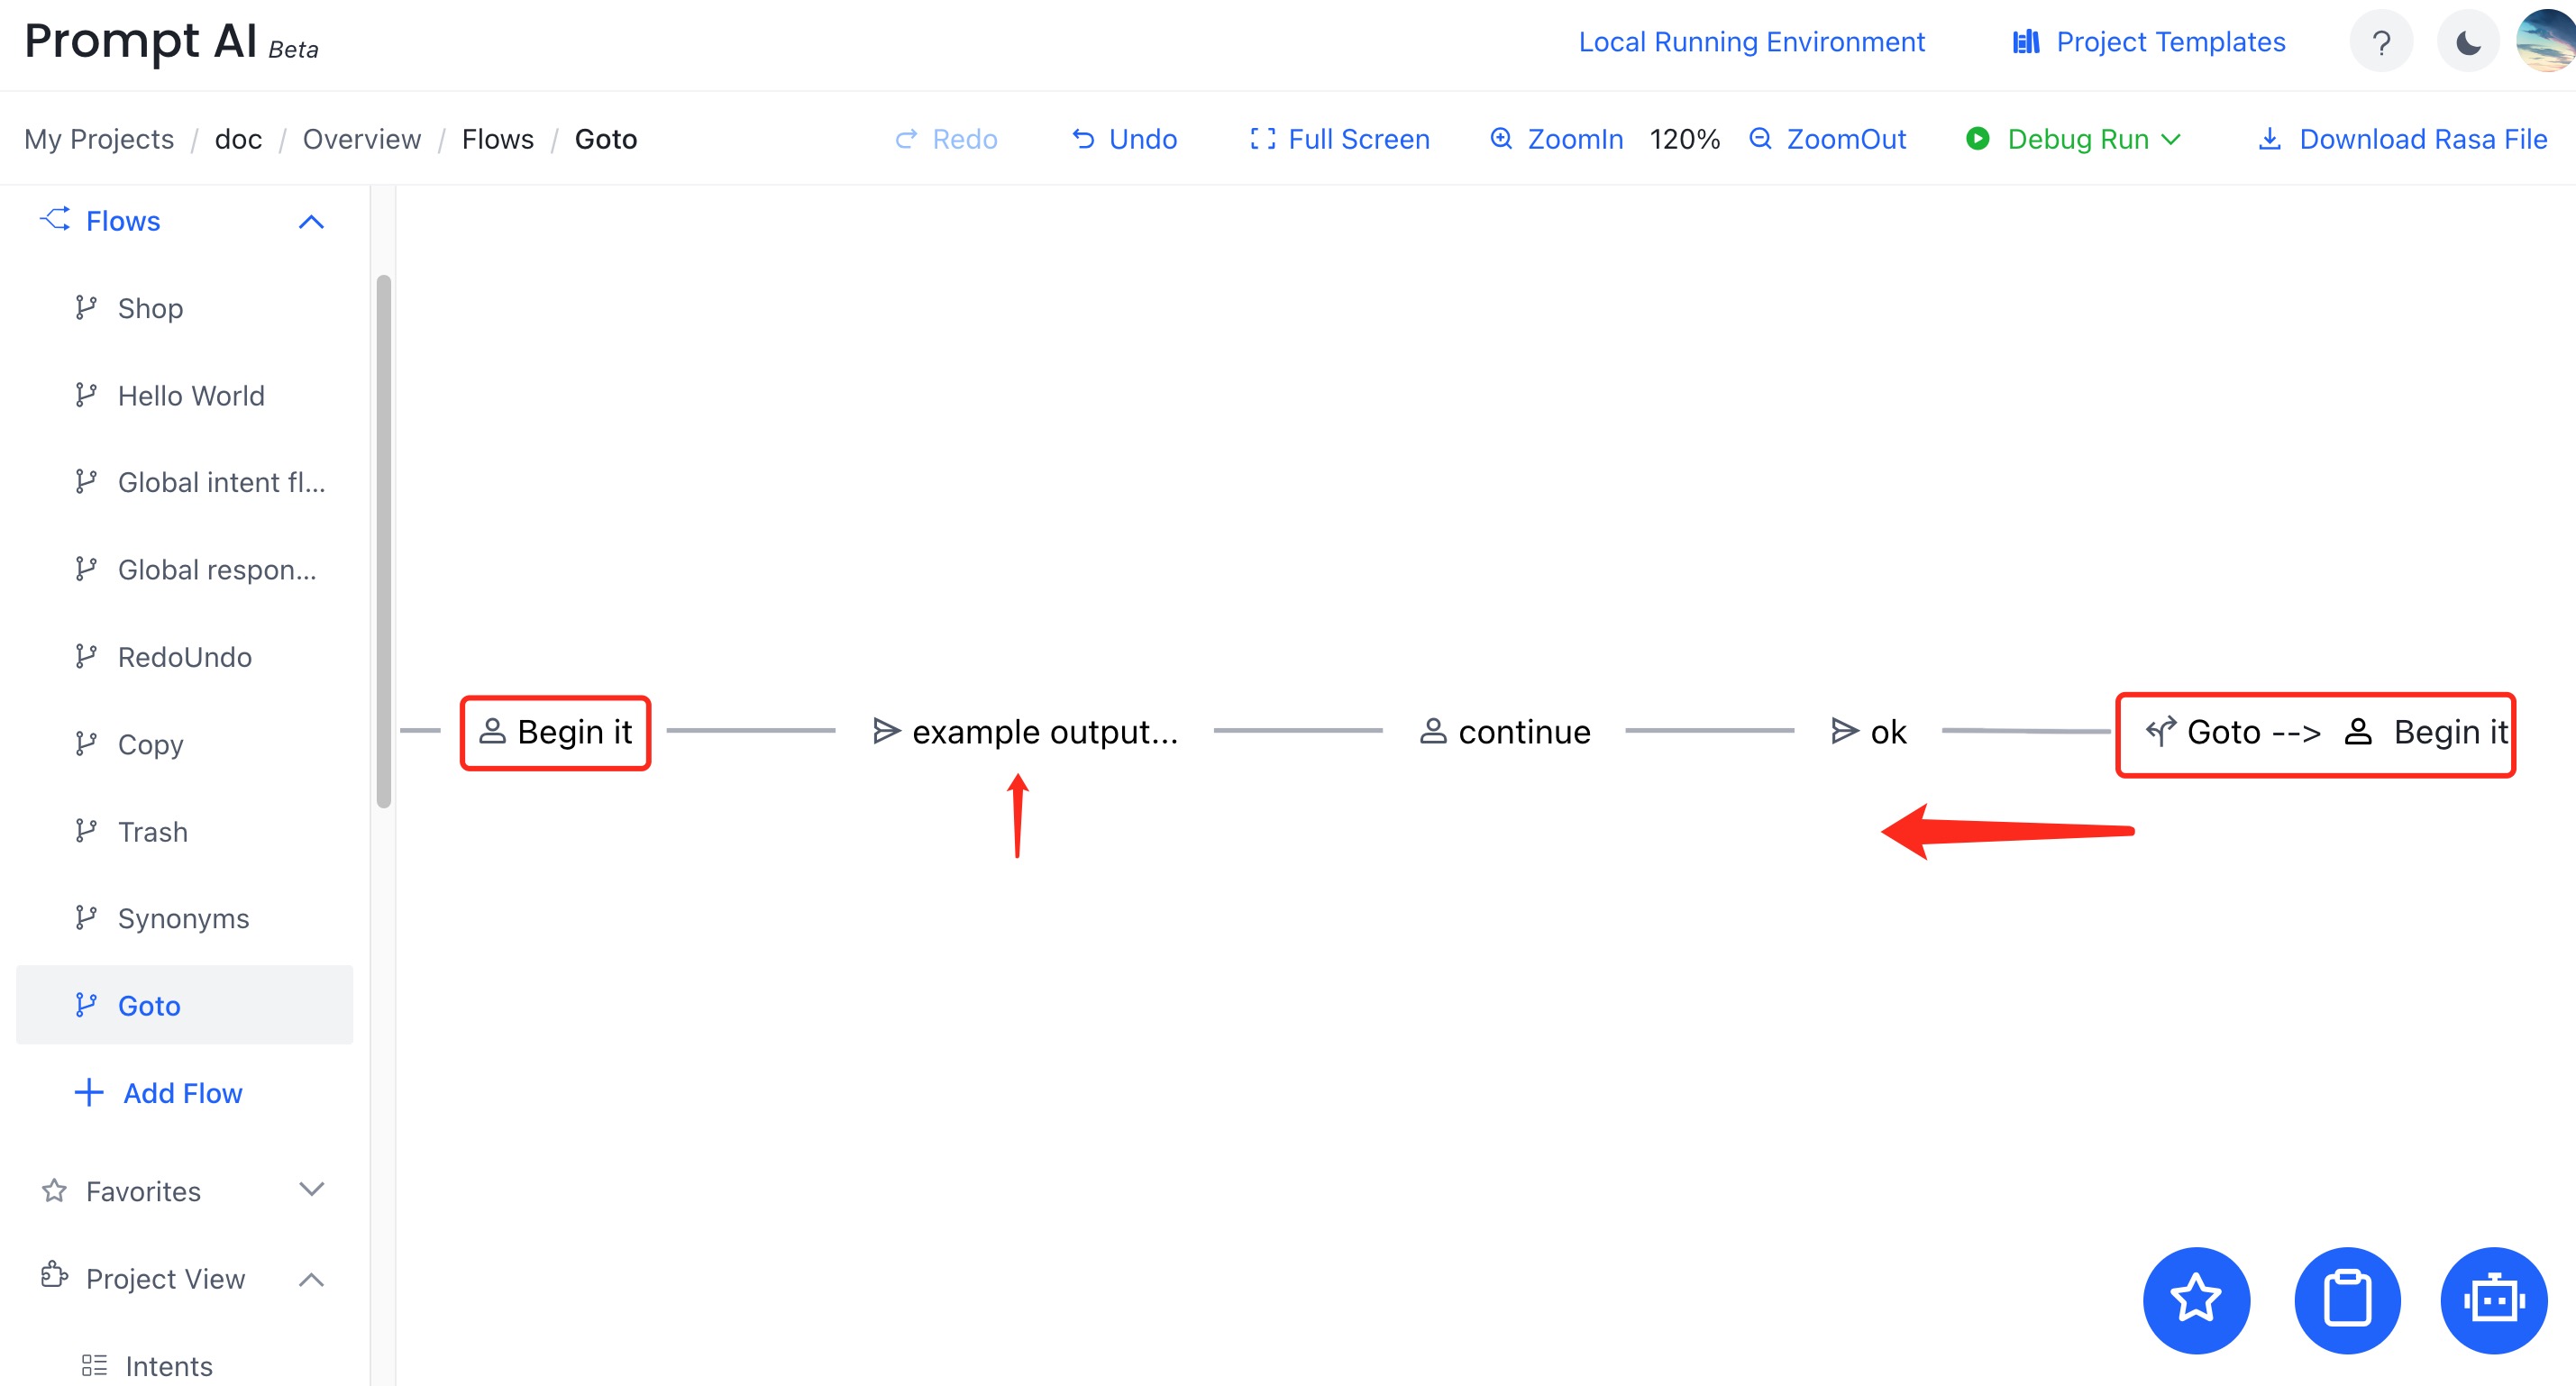 Prompt AI Beta
Local Running Environment
Project Templates
?
My Projects / doc / Overview / Flows / Goto
Redo
Undo
Full Screen
ZoomIn 120% ZoomOut
Debug Run
Download Rasa File
Flows
Shop
Hello World
Global intent fl...
Global respon...
RedoUndo
Copy
Trash
Synonyms
Goto
Add Flow
Favorites
Project View
Intents
Begin it
example output...
continue
ok
Goto --> Begin it